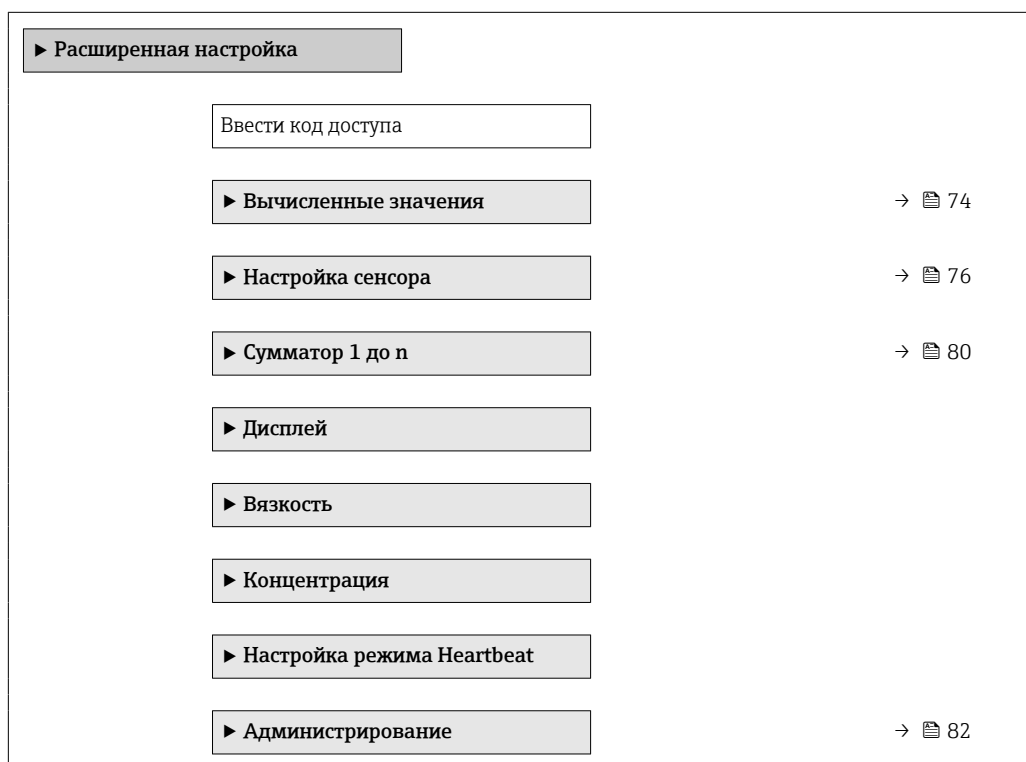 ▶ Расширенная настройка
Ввести код доступа
▶ Вычисленные значения → 74
▶ Настройка сенсора → 76
▶ Сумматор 1 до n → 80
▶ Дисплей
▶ Вязкость
▶ Концентрация
▶ Настройка режима Heartbeat
▶ Администрирование → 82